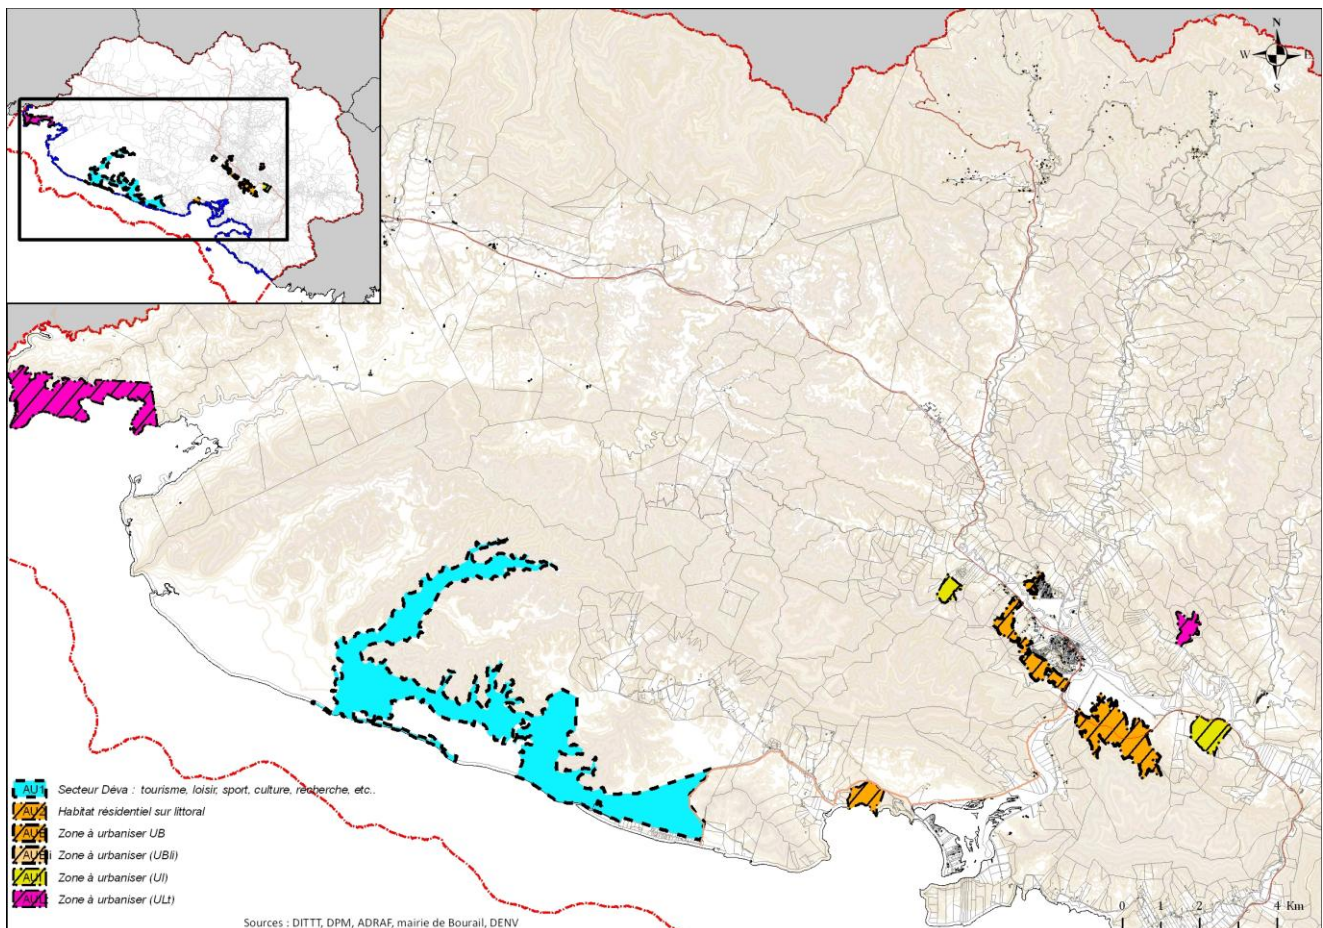 N
W E
S
AU1 Secteur Déva : tourisme, loisir, sport, culture, recherche, etc..
Habitat résidentiel sur littoral
Zone à urbaniser UB
Zone à urbaniser (UBli)
Zone à urbaniser (UI)
Zone à urbaniser (ULt)
Sources : DITTT, DPM, ADRAF, mairie de Bourail, DENV
0 1 2 4 Km